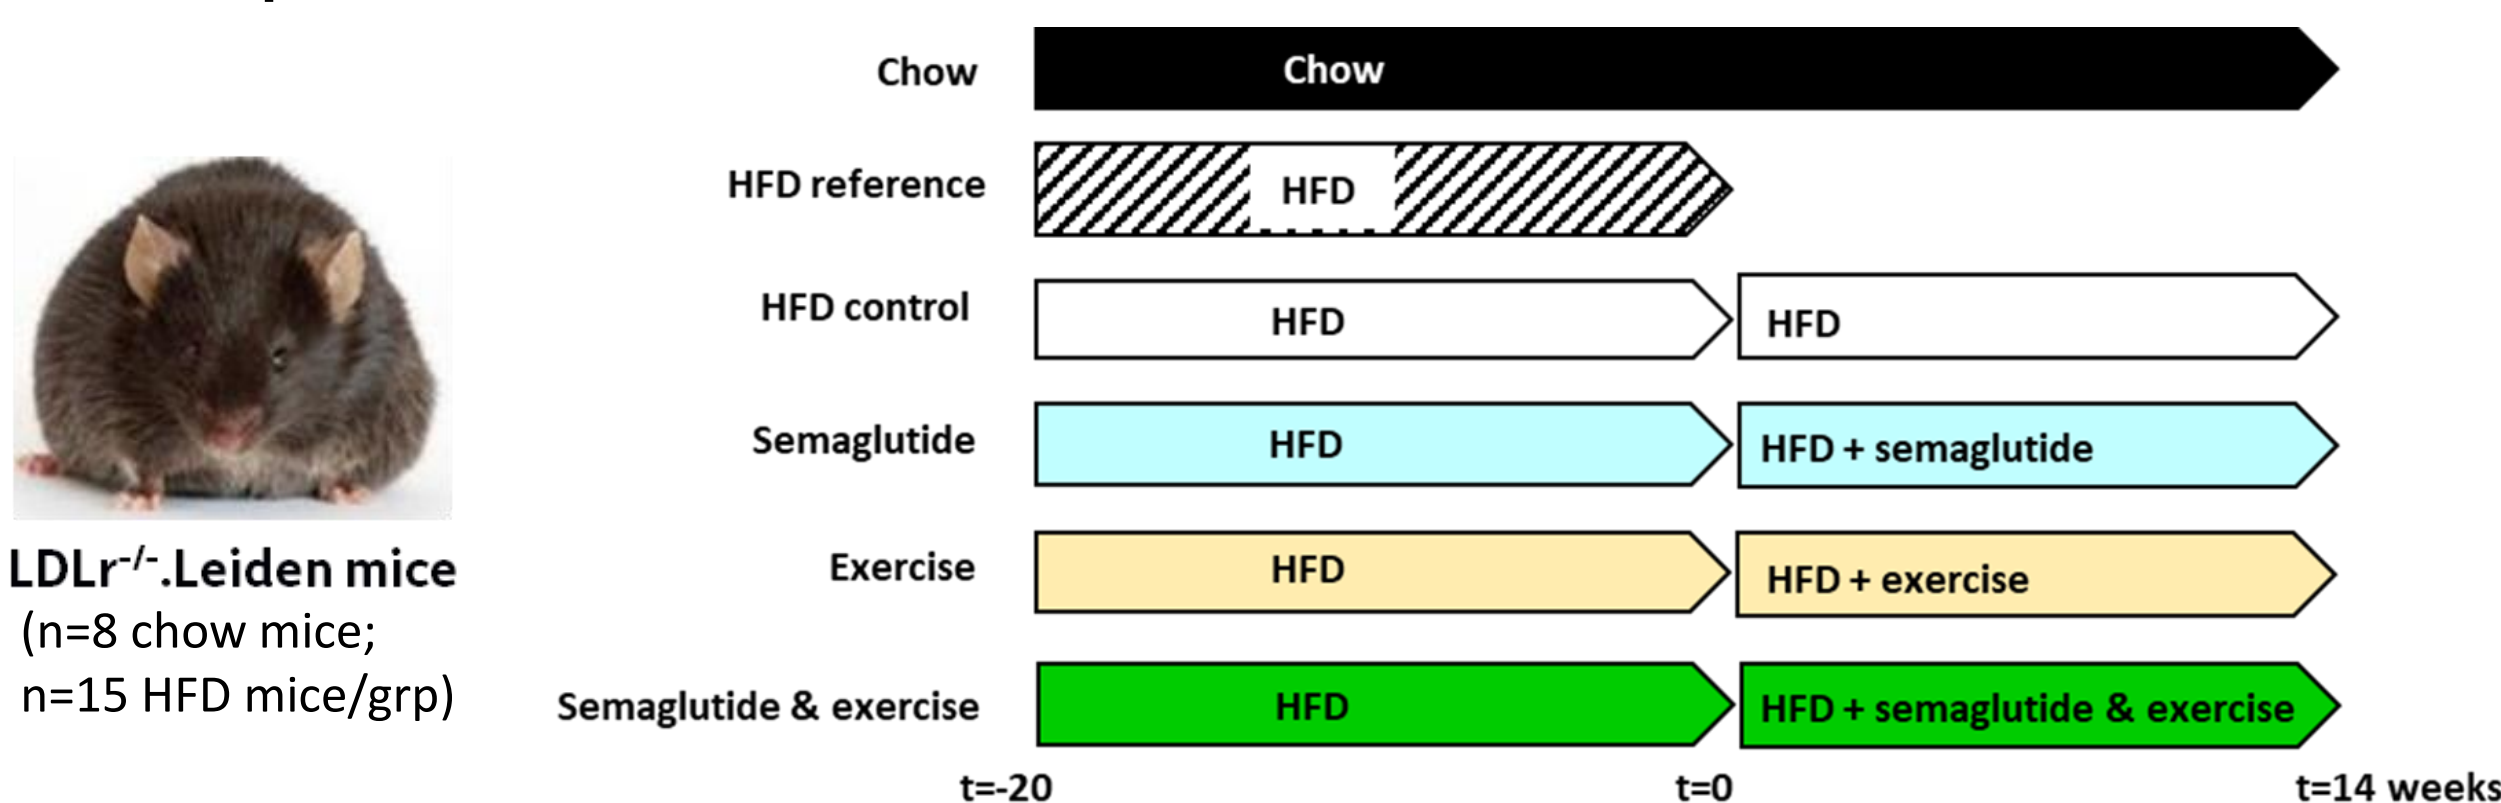 Chow
Chow
HFD reference
HFD
HFD control
HFD
HFD
Semaglutide
HFD
HFD + semaglutide
Exercise
HFD
HFD + exercise
Semaglutide & exercise
HFD
HFD + semaglutide & exercise
t=-20
t=0
t=14 weeks
LDLr-/-.Leiden mice
(n=8 chow mice;
n=15 HFD mice/grp)